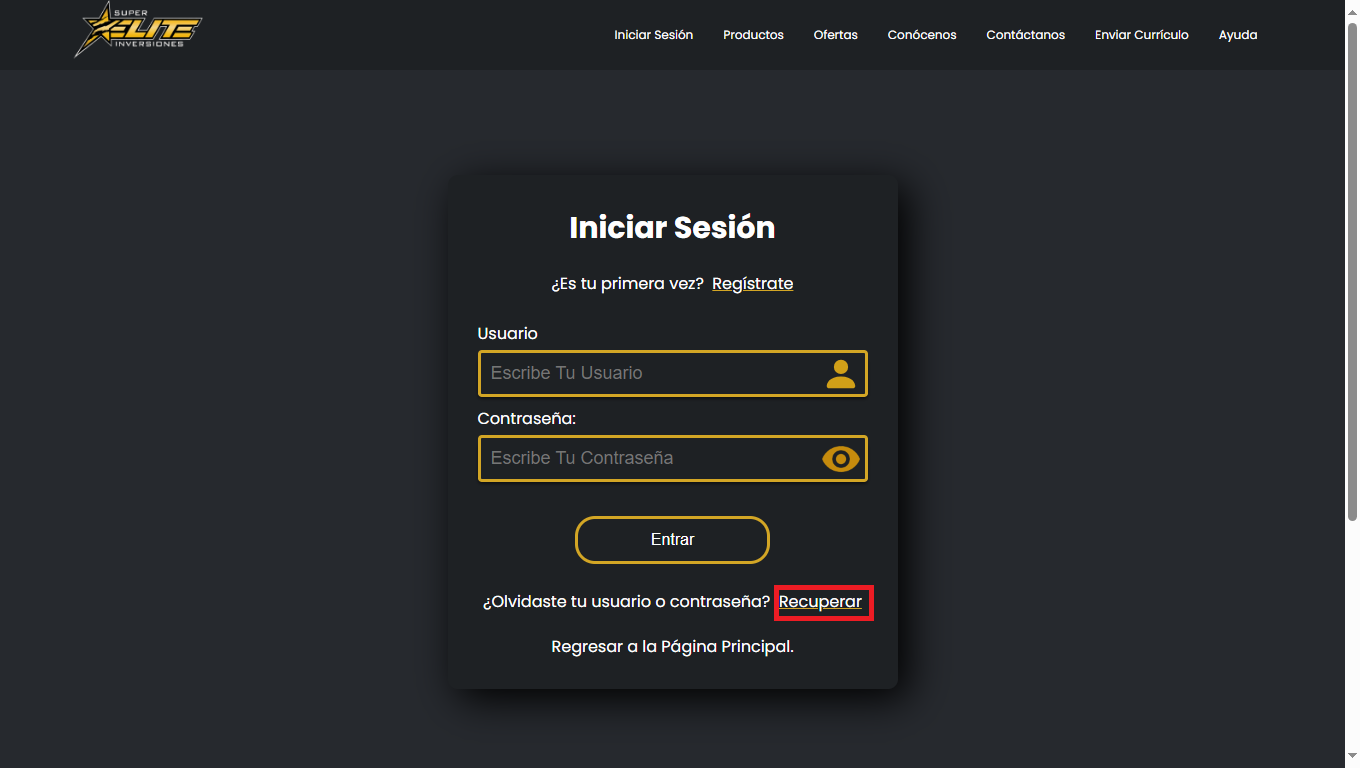 SUPER
ELITE
INVERSIONES
Iniciar Sesión Productos Ofertas Conócenos Contáctanos Enviar Currículo Ayuda
Iniciar Sesión
¿Es tu primera vez? Regístrate
Usuario
Escribe Tu Usuario
Contraseña:
Escribe Tu Contraseña
Entrar
¿Olvidaste tu usuario o contraseña? Recuperar
Regresar a la Página Principal.